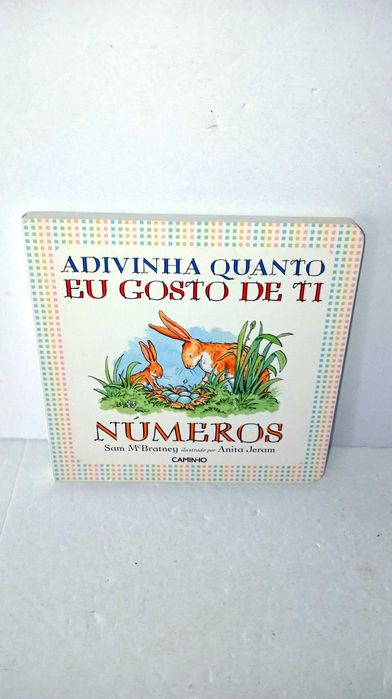 ADIVINHA QUANTO
EU GOSTO DE TI
NÚMEROS
Sam McBratney ilustrado por Anita Jeram
CAMINHO